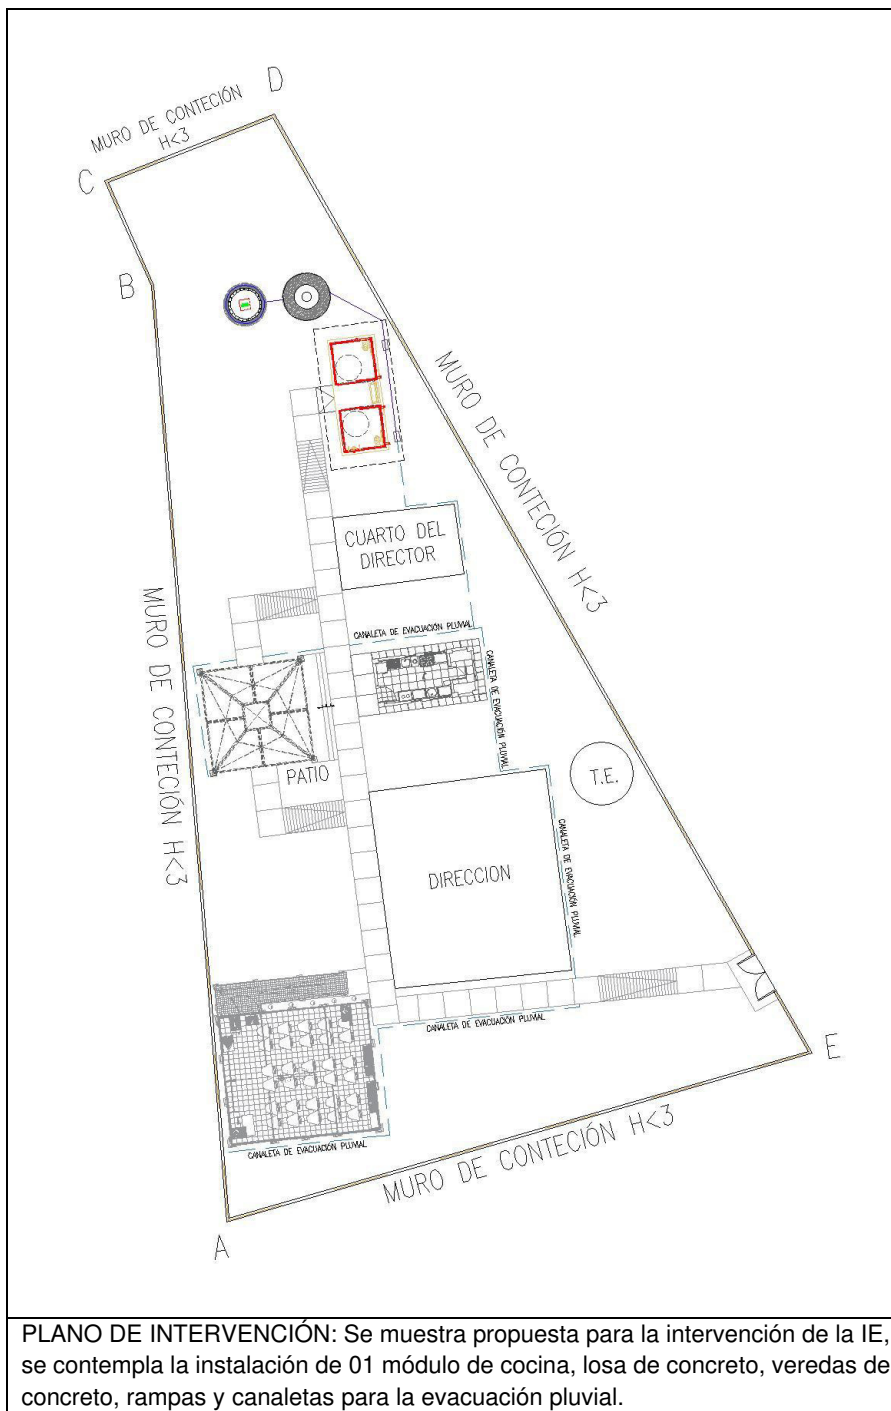 MURO DE CONTECIÓN
H<3
D
C
B
MURO DE CONTECIÓN H<3
CUARTO DEL
DIRECTOR
MURO DE CONTECIÓN H<3
CANALETA DE EVACUACIÓN PLUVIAL
CANALETA DE EVACUACIÓN PLUVIAL
PATIO
T.E.
DIRECCION
CANALETA DE EVACUACIÓN PLUVIAL
CANALETA DE EVACUACIÓN PLUVIAL
E
CANALETA DE EVACUACIÓN PLUVIAL
MURO DE CONTECIÓN H<3
A
PLANO DE INTERVENCIÓN: Se muestra propuesta para la intervención de la IE,
se contempla la instalación de 01 módulo de cocina, losa de concreto, veredas de
concreto, rampas y canaletas para la evacuación pluvial.